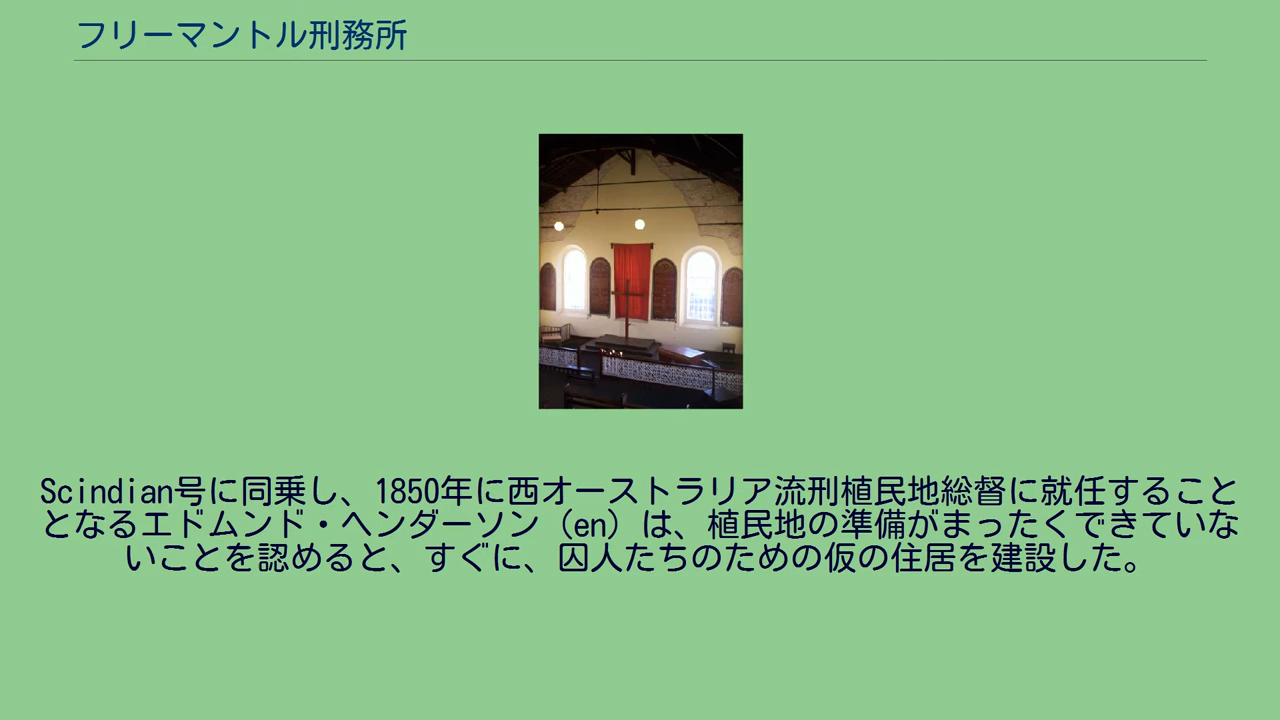 フリーマントル刑務所
Scindian号に同乗し、1850年に西オーストラリア流刑植民地総督に就任すること
となるエドムンド・ヘンダーソン（en）は、植民地の準備がまったくできていな
いことを認めると、すぐに、囚人たちのための仮の住居を建設した。